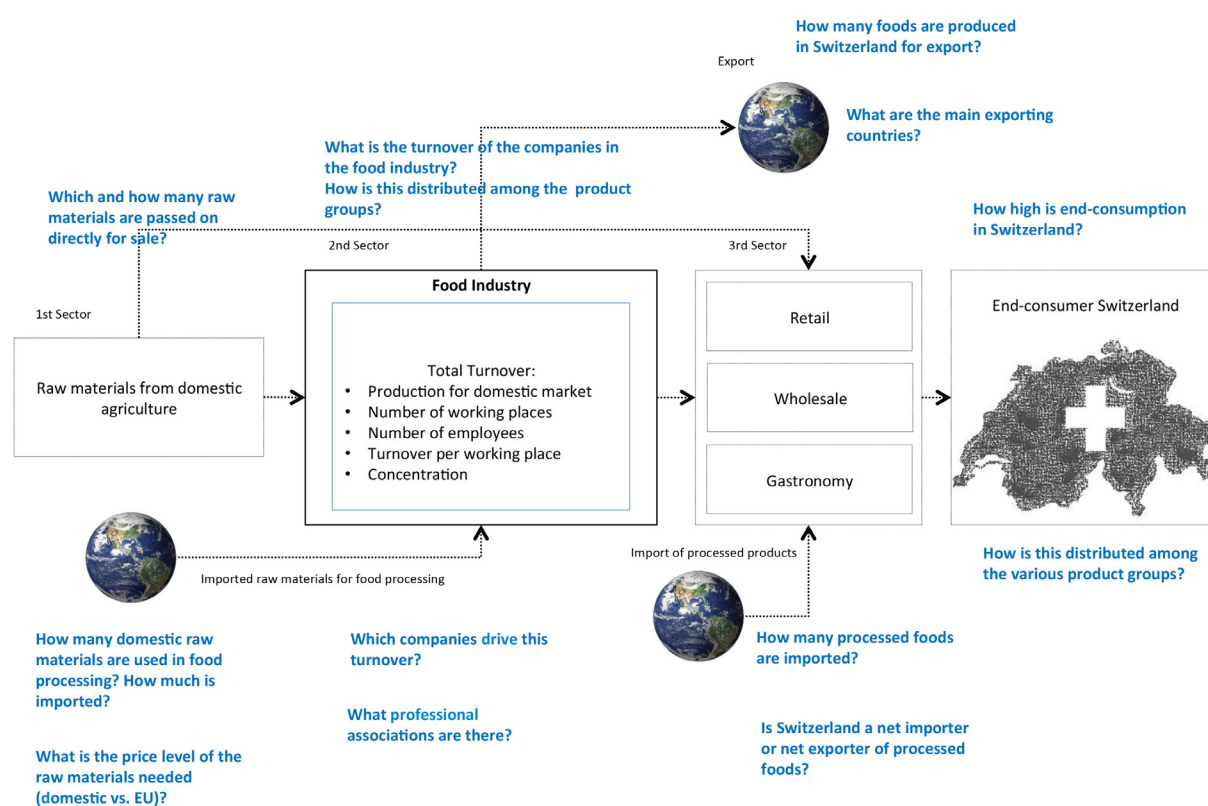 How many foods are produced
in Switzerland for export?
Export
What are the main exporting
countries?
What is the turnover of the companies in
the food industry?
How is this distributed among the product
groups?
Which and how many raw
materials are passed on
directly for sale?
How high is end-consumption
in Switzerland?
2nd Sector
3rd Sector
Food Industry
1st Sector
Raw materials from domestic
agriculture
Total Turnover:
• Production for domestic market
• Number of working places
• Number of employees
• Turnover per working place
• Concentration
Retail
Wholesale
Gastronomy
End-consumer Switzerland
Imported raw materials for food processing
Import of processed products
How is this distributed among
the various product groups?
How many domestic raw
materials are used in food
processing? How much is
imported?
Which companies drive this
turnover?
How many processed foods
are imported?
What professional
associations are there?
Is Switzerland a net importer
or net exporter of processed
foods?
What is the price level of the
raw materials needed
(domestic vs. EU)?